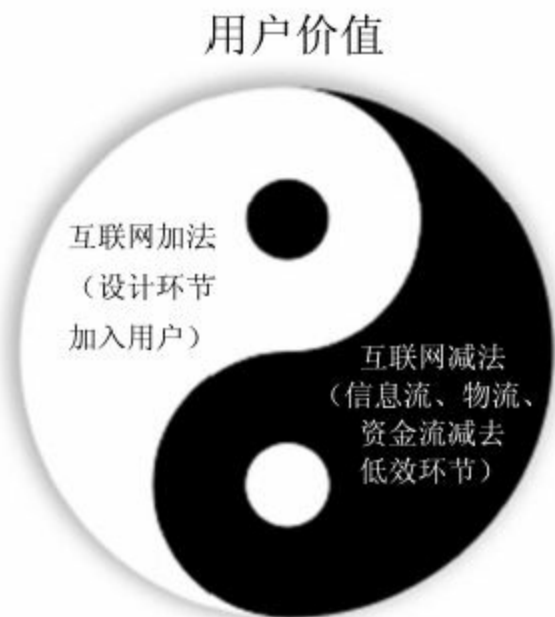 用户价值
互联网加法
（设计环节
加入用户）
互联网减法
（信息流、物流、
资金流减去
低效环节）